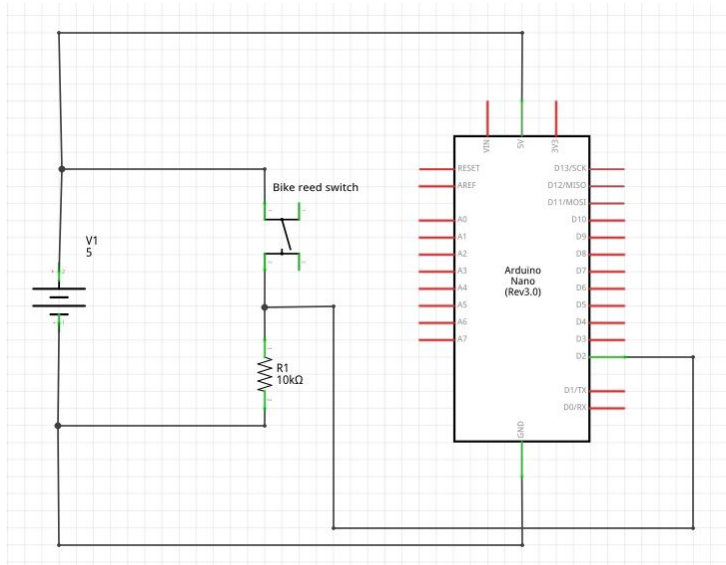 VIN
5V
3V3
RESET
D13/SCK
AREF
D12/MISO
D11/MOSI
Bike reed switch
A0
D10
A1
D9
V1
5
A2
D8
A3
D7
Arduino
Nano
(Rev3.0)
A4
D6
A5
D5
A6
D4
A7
D3
D2
R1
10kΩ
D1/TX
D0/RX
GND